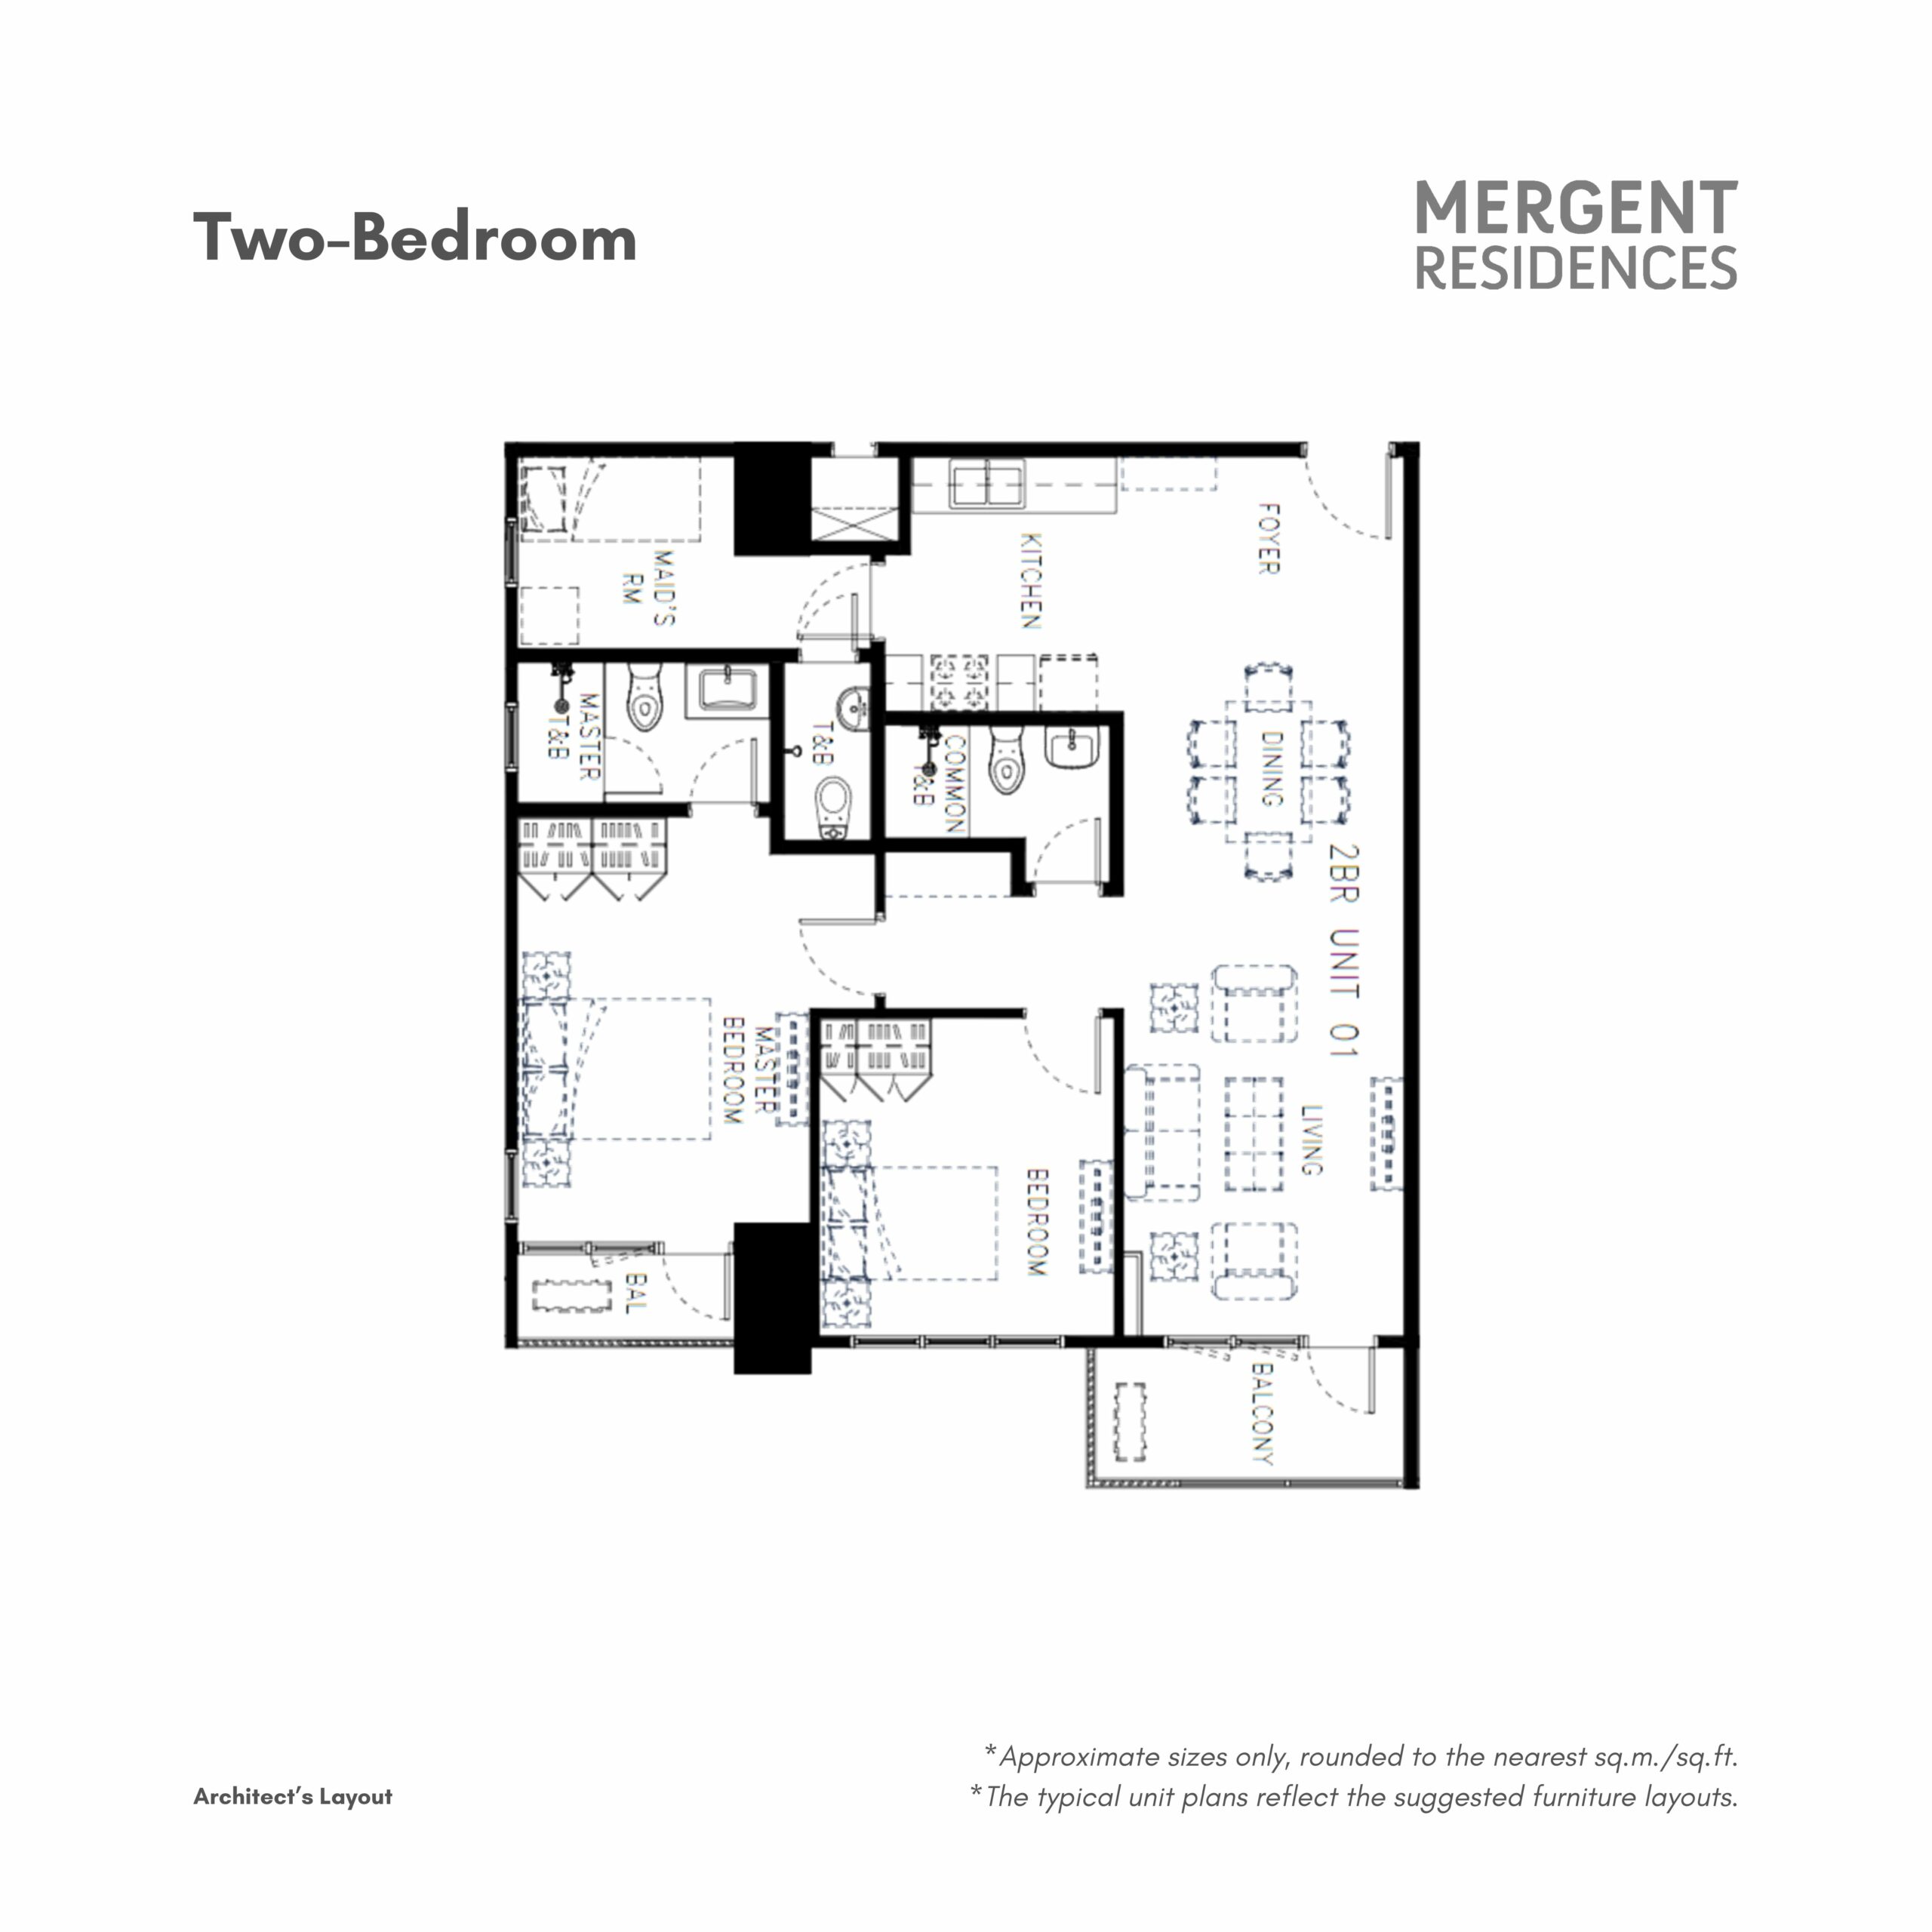 Two-Bedroom
MERGENT
RESIDENCES
FOYER
KITCHEN
MAID'S
RM
MASTER
T&B
T&B
COMMON
T&B
DINING
2BR UNIT 01
MASTER
BEDROOM
LIVING
BEDROOM
BAL
BALCONY
*Approximate sizes only, rounded to the nearest sq.m./sq.ft.
Architect’s Layout
*The typical unit plans reflect the suggested furniture layouts.